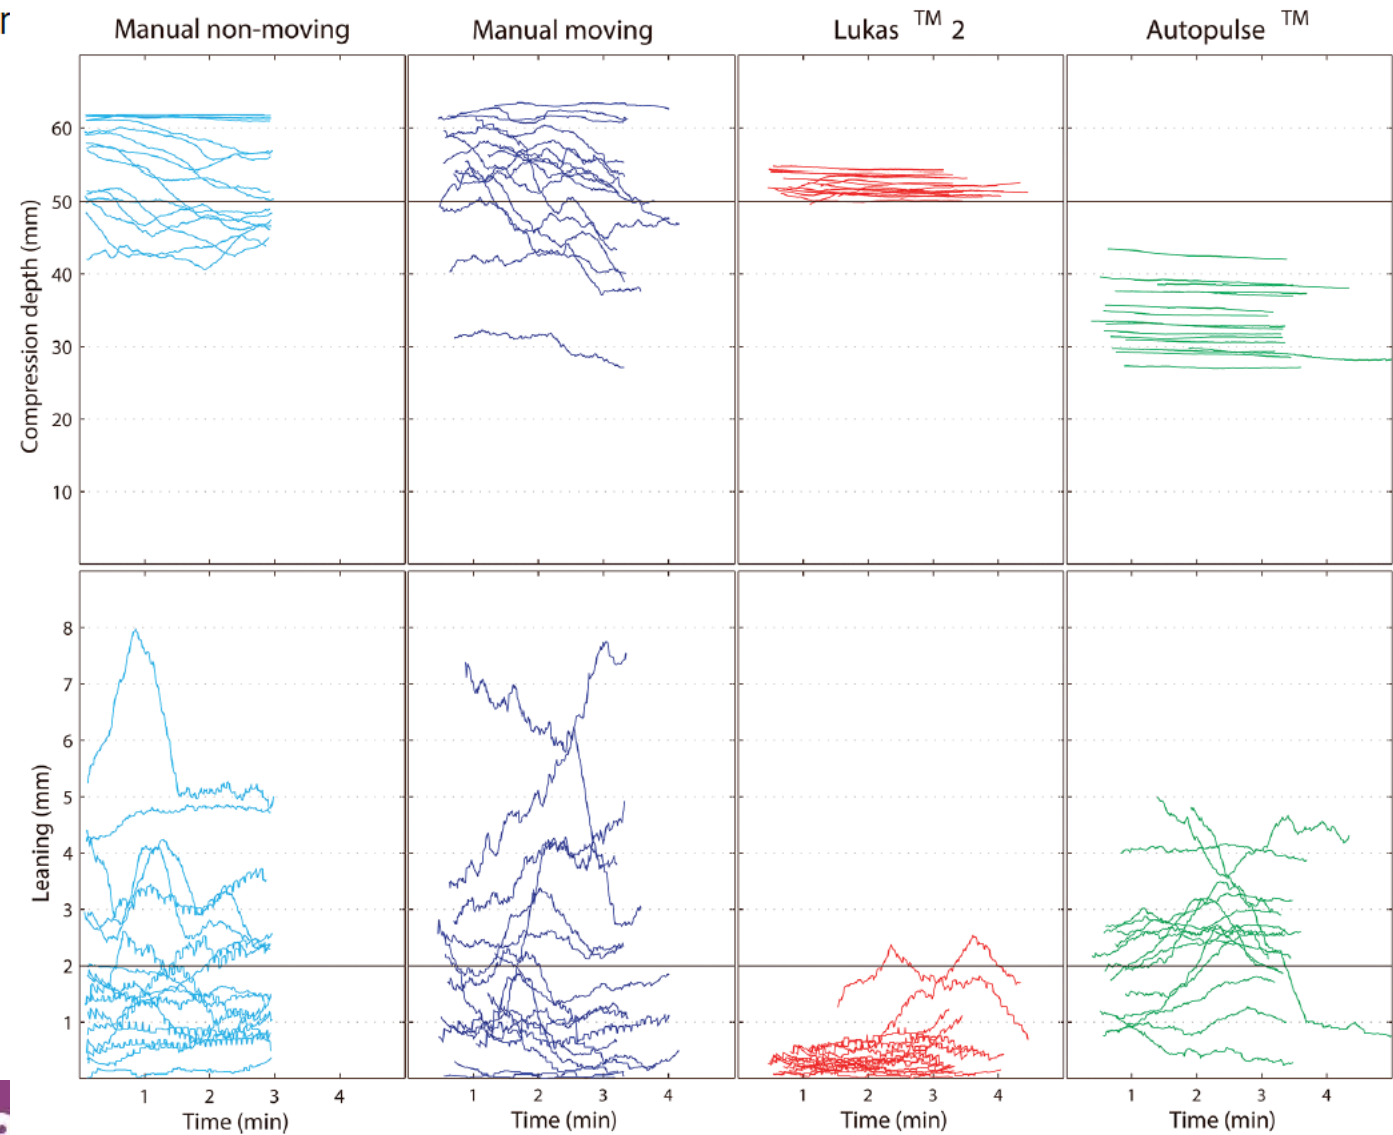 r
Manual non-moving
Manual moving
Lukas TM 2
Autopulse TM
Compression depth (mm)
60
50
40
30
20
10
Leaning (mm)
8
7
6
5
4
3
2
1
1 2 3 4
1 2 3 4
1 2 3 4
1 2 3 4
Time (min)
Time (min)
Time (min)
Time (min)